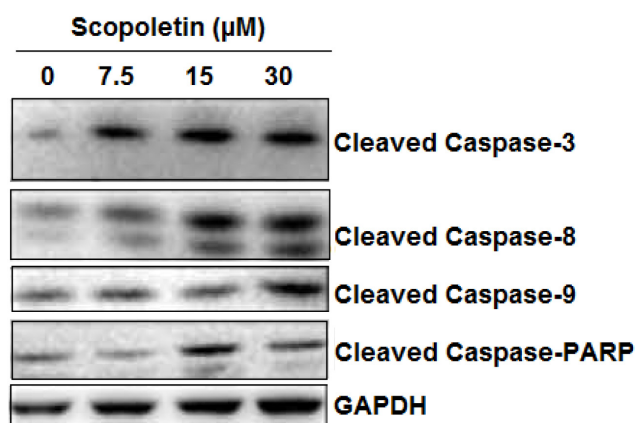 Scopoletin (µM)
0 7.5 15 30
Cleaved Caspase-3
Cleaved Caspase-8
Cleaved Caspase-9
Cleaved Caspase-PARP
GAPDH